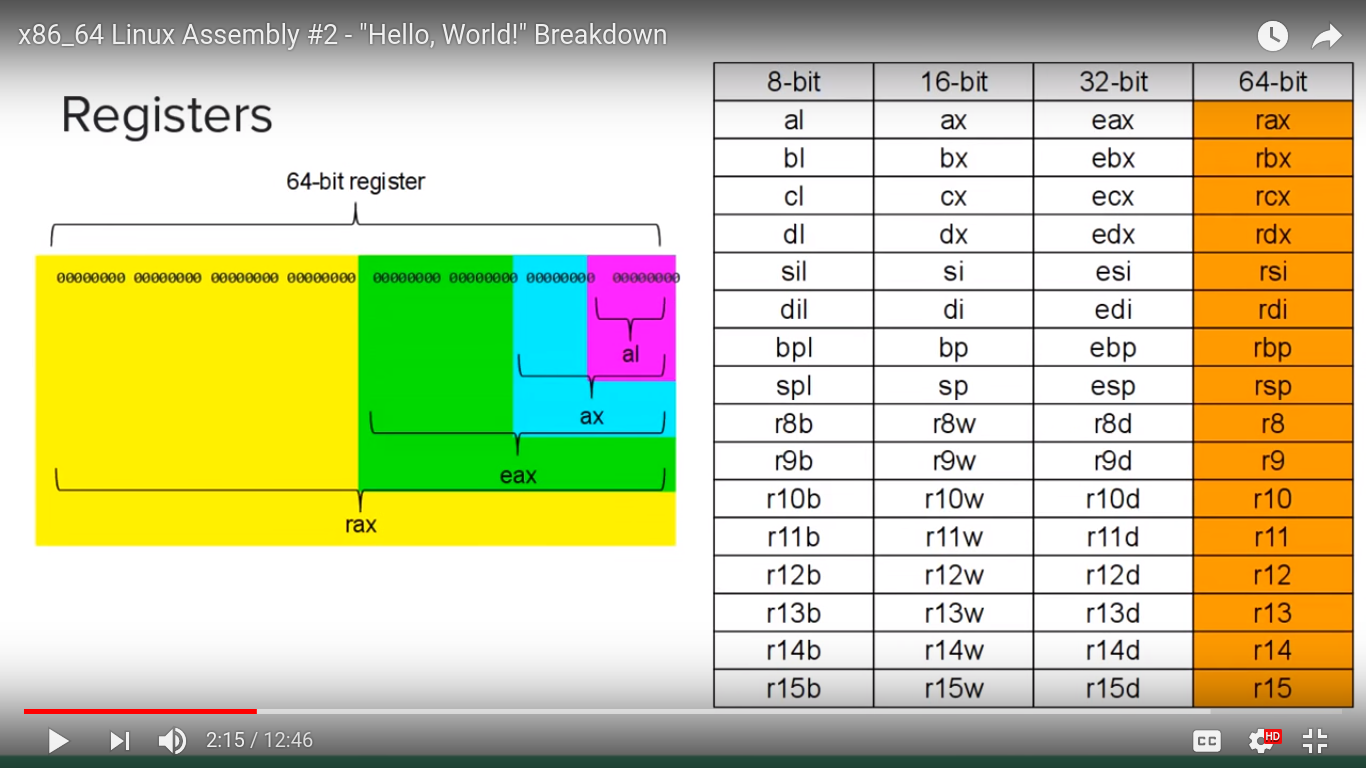 x86_64 Linux Assembly #2 - "Hello, World!" Breakdown
Registers
64-bit register
00000000 00000000 00000000 00000000 00000000 00000000 00000000 00000000
al
ax
eax
rax
8-bit 16-bit 32-bit 64-bit
al ax eax rax
bl bx ebx rbx
cl cx ecx rcx
dl dx edx rdx
sil si esi rsi
dil di edi rdi
bpl bp ebp rbp
spl sp esp rsp
r8b r8w r8d r8
r9b r9w r9d r9
r10b r10w r10d r10
r11b r11w r11d r11
r12b r12w r12d r12
r13b r13w r13d r13
r14b r14w r14d r14
r15b r15w r15d r15
2:15 / 12:46
CC
HD